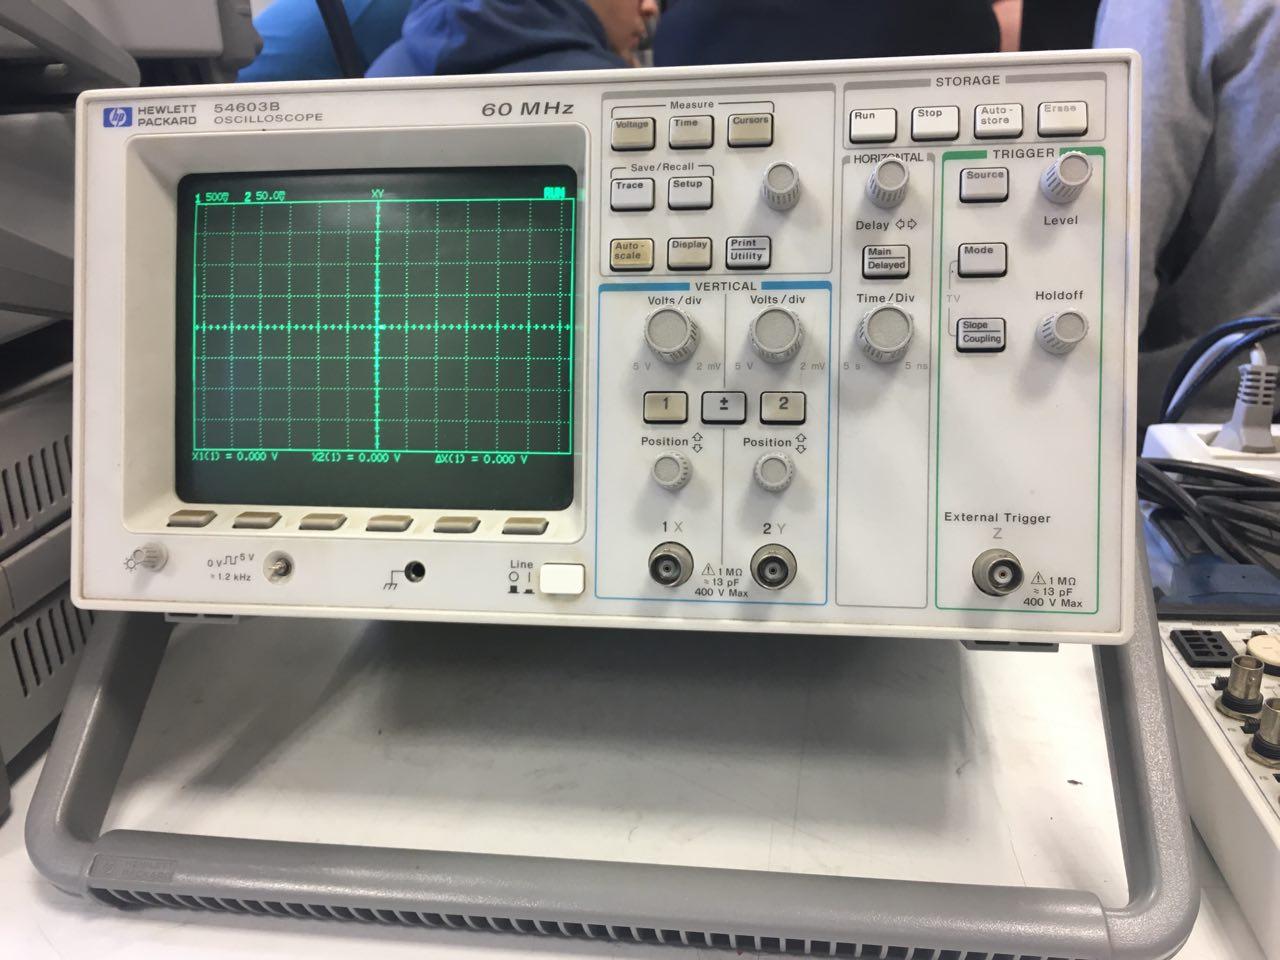 hp HEWLETT
PACKARD
54603B
OSCILLOSCOPE
60 MHz
1 500m̲V 2 50.0m̲V XY RUN
X1(1) = 0.000 V X2(1) = 0.000 V ΔX(1) = 0.000 V
0 V 5 V
≈ 1.2 kHz
Line
O |
Measure
Voltage Time Cursors
Save/Recall
Trace Setup
Auto-
scale
Display
Print
Utility
VERTICAL
Volts/div Volts/div
5 V 2 mV 5 V 2 mV
1 ± 2
Position Position
1 X 2 Y
1 MΩ
≈ 13 pF
400 V Max
STORAGE
Run Stop Auto-
store
Erase
HORIZONTAL
Delay
Main
Delayed
Time/Div
5 s 5 ns
TRIGGER
Source
Level
Mode
TV
Holdoff
Slope
Coupling
External Trigger
Z
1 MΩ
≈ 13 pF
400 V Max
HEWLETT
PACKARD